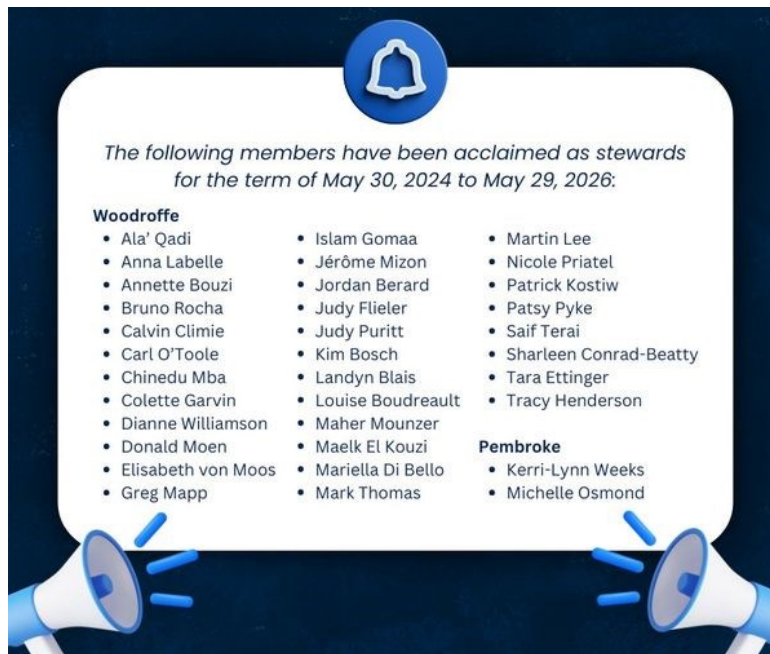 The following members have been acclaimed as stewards
for the term of May 30, 2024 to May 29, 2026:
Woodroffe
• Ala’ Qadi
• Anna Labelle
• Annette Bouzi
• Bruno Rocha
• Calvin Climie
• Carl O’Toole
• Chinedu Mba
• Colette Garvin
• Dianne Williamson
• Donald Moen
• Elisabeth von Moos
• Greg Mapp
• Islam Gomaa
• Jérôme Mizon
• Jordan Berard
• Judy Flieler
• Judy Puritt
• Kim Bosch
• Landyn Blais
• Louise Boudreault
• Maher Mounzer
• Maelk El Kouzi
• Mariella Di Bello
• Mark Thomas
• Martin Lee
• Nicole Priatel
• Patrick Kostiw
• Patsy Pyke
• Saif Terai
• Sharleen Conrad-Beatty
• Tara Ettinger
• Tracy Henderson
Pembroke
• Kerri-Lynn Weeks
• Michelle Osmond